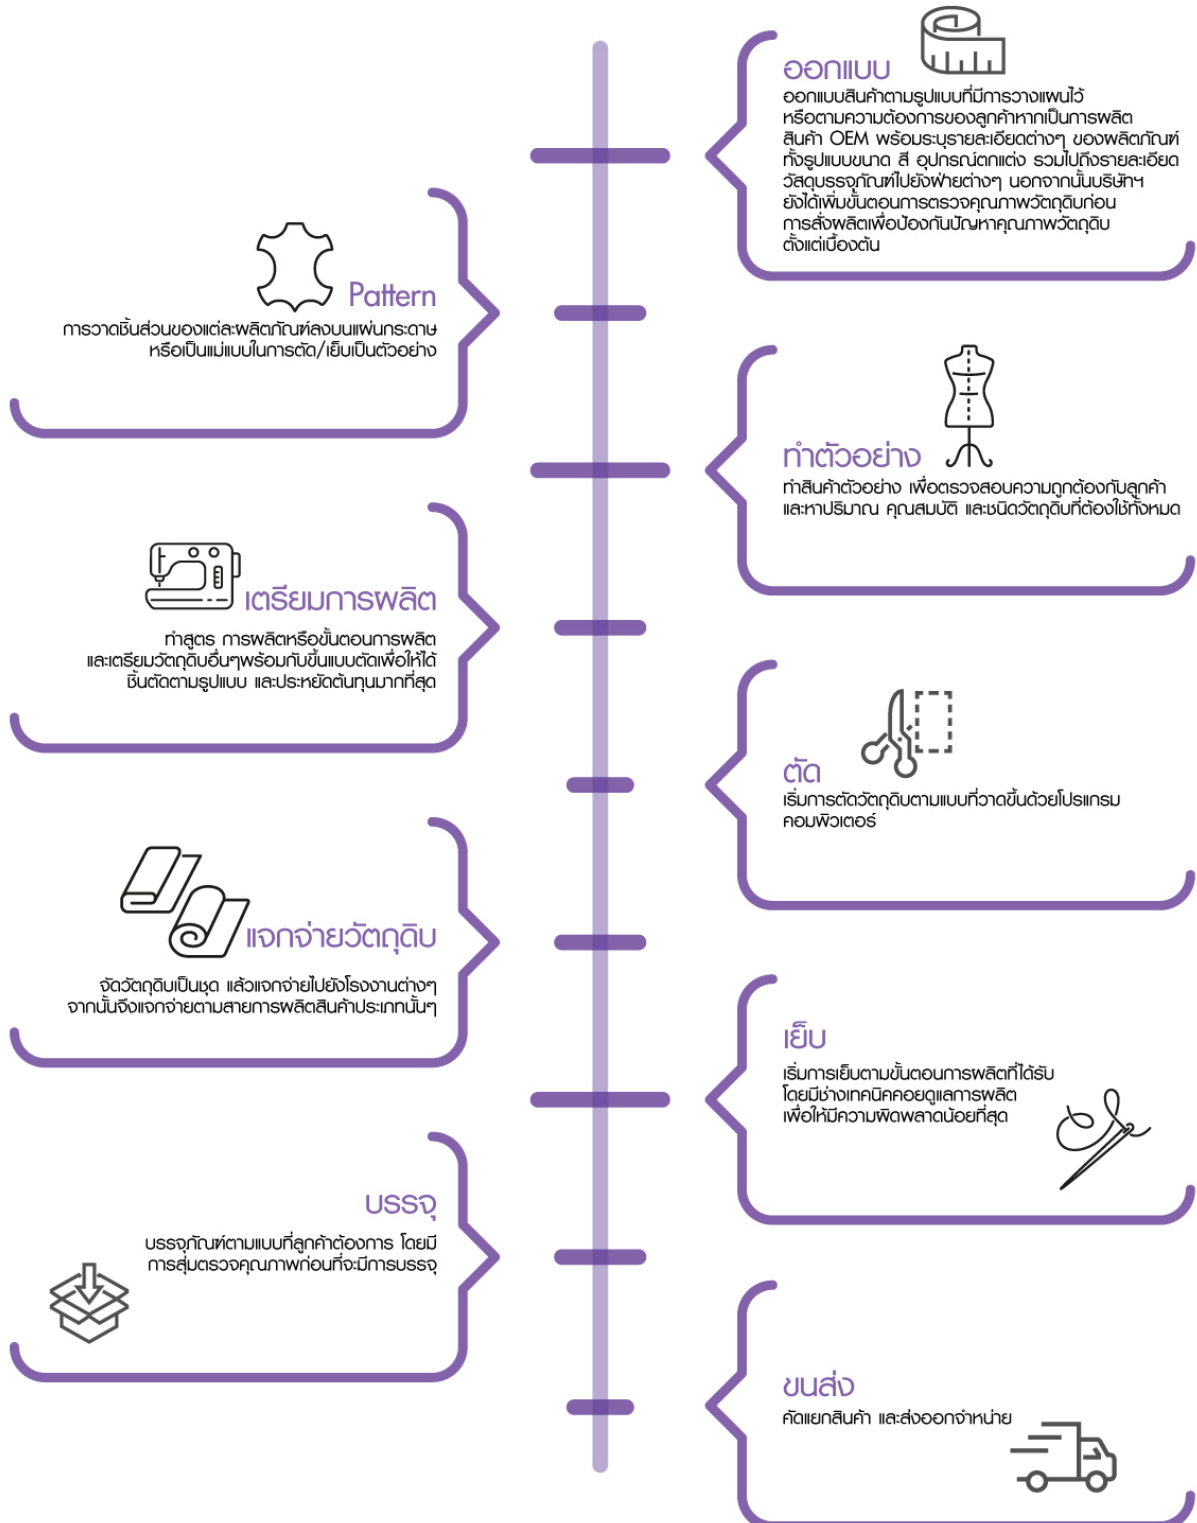 ออกแบบ
ออกแบบสินค้าตามรูปแบบที่มีการวางแผนไว้
หรือตามความต้องการของลูกค้าหากเป็นการผลิต
สินค้า OEM พร้อมระบุรายละเอียดต่างๆ ของผลิตภัณฑ์
ทั้งรูปแบบขนาด สี อุปกรณ์ตกแต่ง รวมไปถึงรายละเอียด
วัสดุบรรจุภัณฑ์ไปยังฝ่ายต่างๆ นอกจากนั้นบริษัทฯ
ยังได้เพิ่มขั้นตอนการตรวจคุณภาพวัตถุดิบก่อน
การสั่งผลิตเพื่อป้องกันปัญหาคุณภาพวัตถุดิบ
ตั้งแต่เบื้องต้น
Pattern
การวาดชิ้นส่วนของแต่ละผลิตภัณฑ์ลงบนแผ่นกระดาษ
หรือเป็นแม่แบบในการตัด/เย็บเป็นตัวอย่าง
ทำตัวอย่าง
ทำสินค้าตัวอย่าง เพื่อตรวจสอบความถูกต้องกับลูกค้า
และหาปริมาณ คุณสมบัติ และชนิดวัตถุดิบที่ต้องใช้ทั้งหมด
เตรียมการผลิต
ทำสูตร การผลิตหรือขั้นตอนการผลิต
และเตรียมวัตถุดิบอื่นๆพร้อมกับขึ้นแบบตัดเพื่อให้ได้
ชิ้นตัดตามรูปแบบ และประหยัดต้นทุนมากที่สุด
ตัด
เริ่มการตัดวัตถุดิบตามแบบที่วาดขึ้นด้วยโปรแกรม
คอมพิวเตอร์
แจกจ่ายวัตถุดิบ
จัดวัตถุดิบเป็นชุด แล้วแจกจ่ายไปยังโรงงานต่างๆ
จากนั้นจึงแจกจ่ายตามสายการผลิตสินค้าประเภทนั้นๆ
เย็บ
เริ่มการเย็บตามขั้นตอนการผลิตที่ได้รับ
โดยมีช่างเทคนิคคอยดูแลการผลิต
เพื่อให้มีความผิดพลาดน้อยที่สุด
บรรจุ
บรรจุภัณฑ์ตามแบบที่ลูกค้าต้องการ โดยมี
การสุ่มตรวจคุณภาพก่อนที่จะมีการบรรจุ
ขนส่ง
คัดแยกสินค้า และส่งออกจำหน่าย